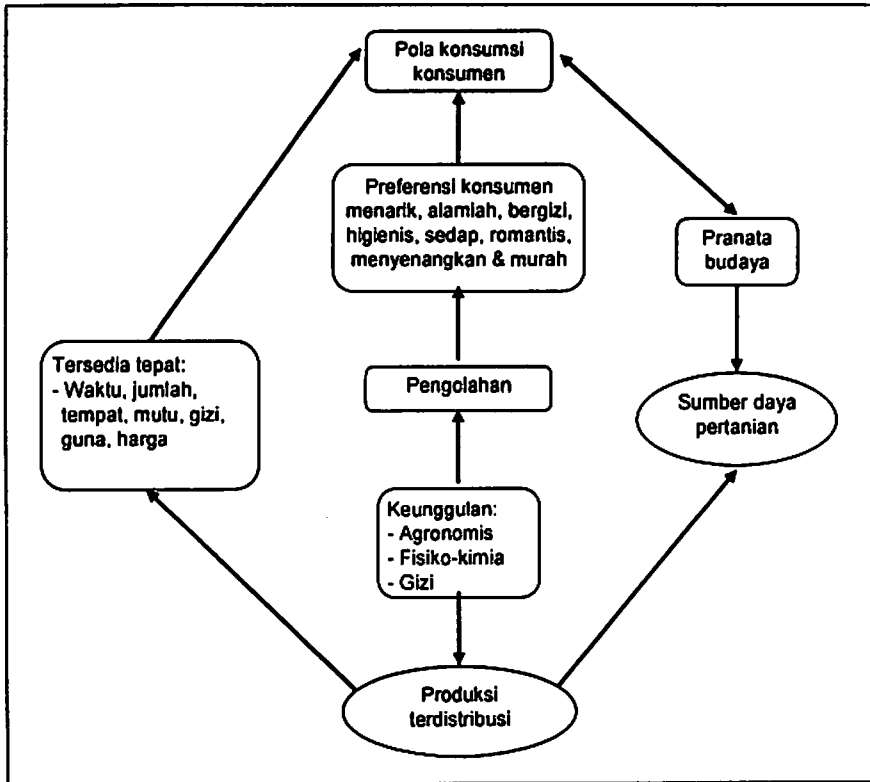 Pola konsumsi
konsumen
Preferensi konsumen
menarik, alamiah, bergizi,
higienis, sedap, romantis,
menyenangkan & murah
Pranata
budaya
Tersedia tepat:
- Waktu, jumlah,
tempat, mutu, gizi,
guna, harga
Pengolahan
Sumber daya
pertanian
Keunggulan:
- Agronomis
- Fisiko-kimia
- Gizi
Produksi
terdistribusi